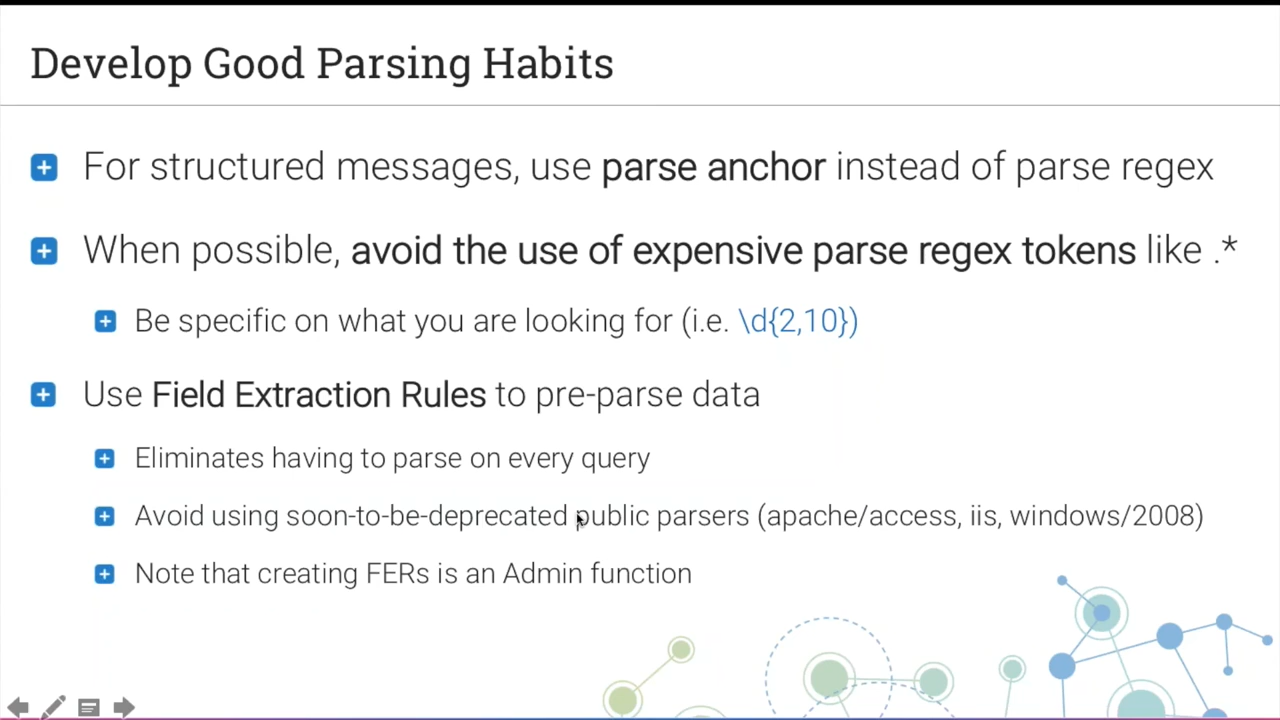 Develop Good Parsing Habits
For structured messages, use parse anchor instead of parse regex
When possible, avoid the use of expensive parse regex tokens like .*
Be specific on what you are looking for (i.e. \d{2,10})
Use Field Extraction Rules to pre-parse data
Eliminates having to parse on every query
Avoid using soon-to-be-deprecated public parsers (apache/access, iis, windows/2008)
Note that creating FERs is an Admin function